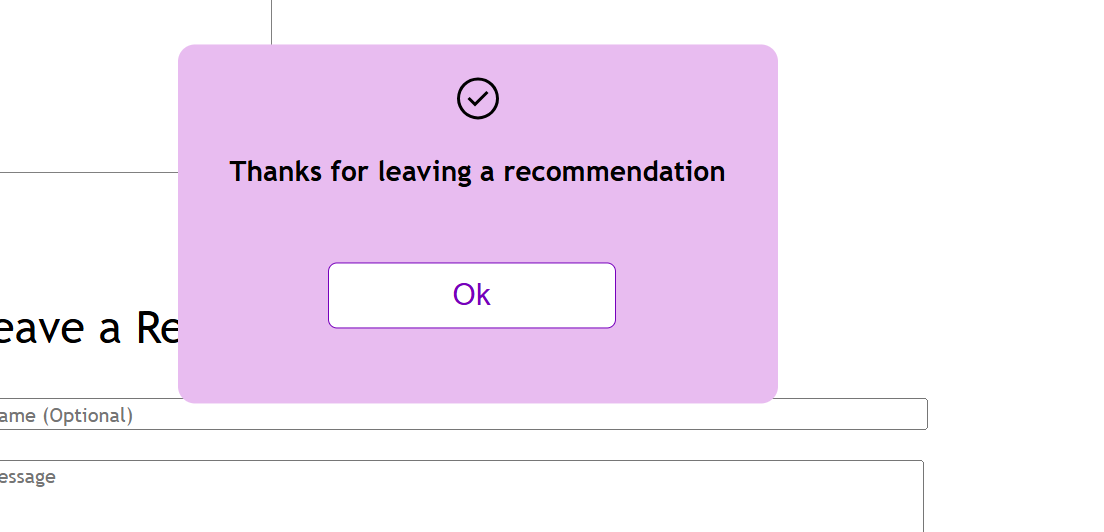 Thanks for leaving a recommendation
Ok
eave a Re
ame (Optional)
essage